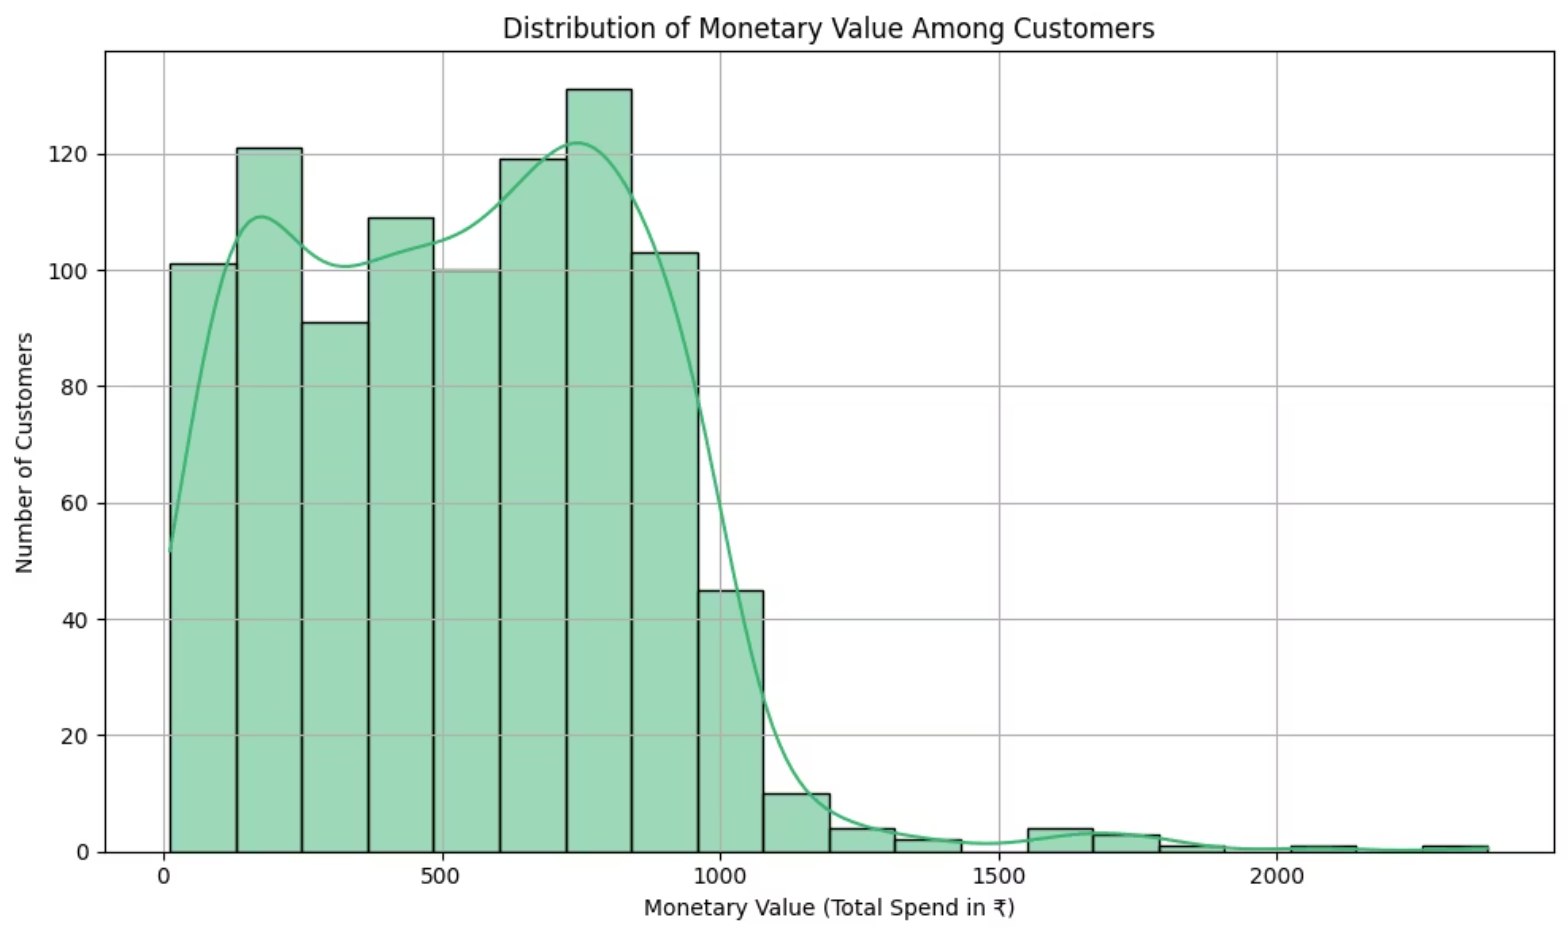 Distribution of Monetary Value Among Customers
Number of Customers
120
100
80
60
40
20
0
0 500 1000 1500 2000
Monetary Value (Total Spend in ₹)